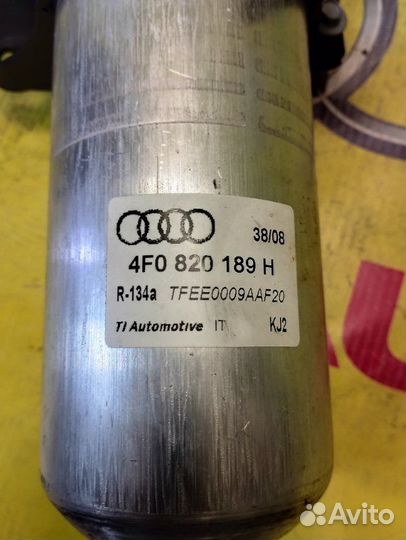 38/08
4F0 820 189 H
R-134a TFEE0009AAF20
TI Automotive IT KJ2
Avito